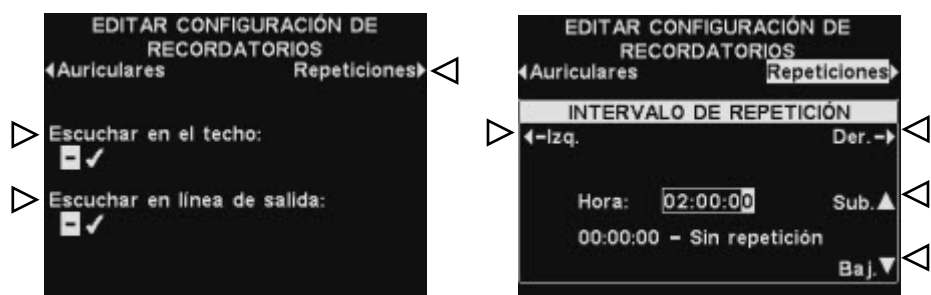 EDITAR CONFIGURACIÓN DE
RECORDATORIOS
Auriculares Repeticiones
Escuchar en el techo:
- ✓
Escuchar en línea de salida:
- ✓
EDITAR CONFIGURACIÓN DE
RECORDATORIOS
Auriculares Repeticiones
INTERVALO DE REPETICIÓN
-Izq. Der.-
Hora: 02:00:00 Sub.
00:00:00 - Sin repetición
Baj.